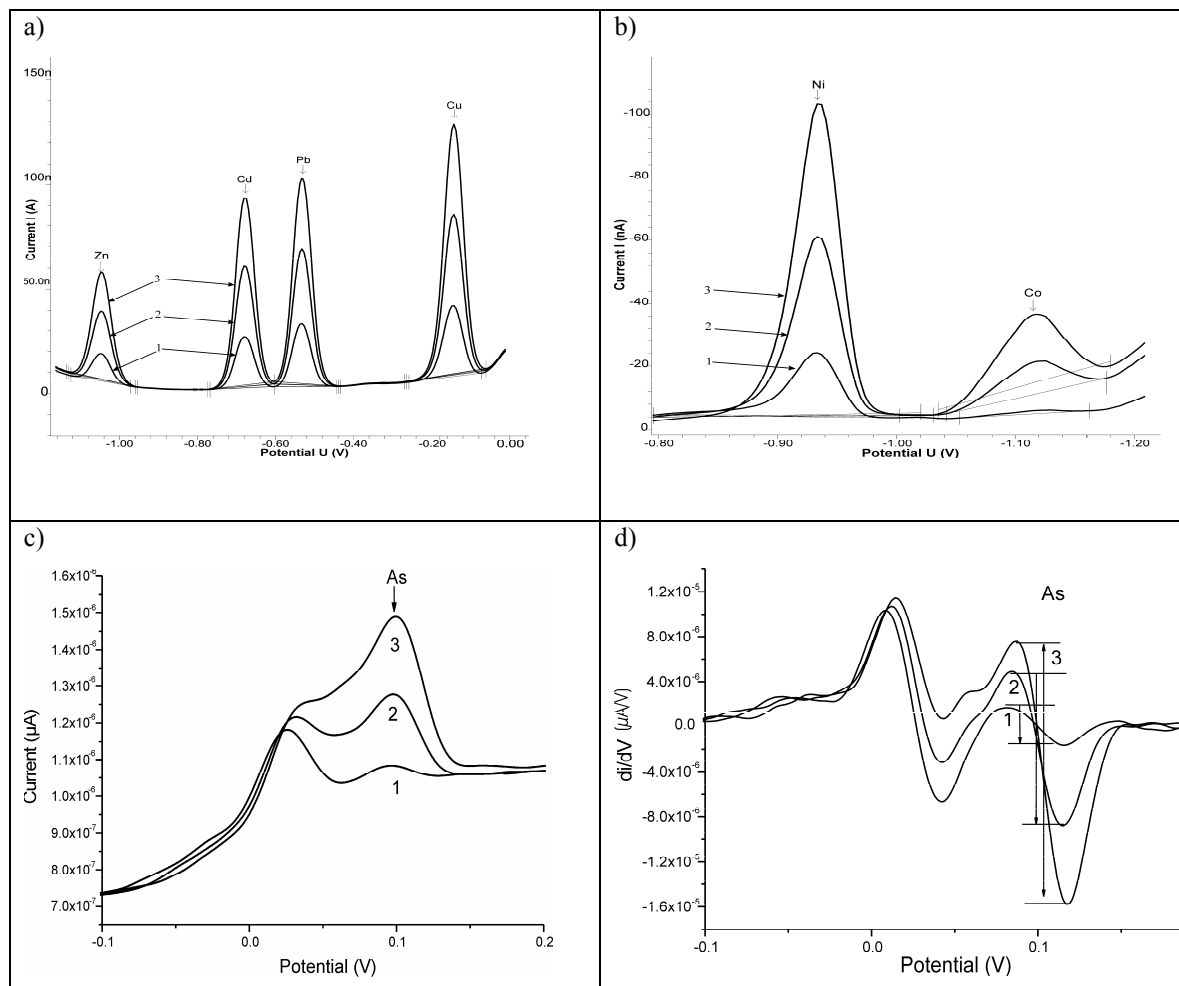 a)
150n
Cu
100n
Pb
Cd
Current I (A)
Zn
50.0n
3
2
1
0
-1.00
-0.80
-0.60
-0.40
-0.20
0.00
Potential U (V)
b)
Ni
-100
-80
-60
Current I (nA)
-40
Co
3
2
1
-20
0
-0.80
-0.90
-1.00
-1.10
-1.20
Potential U (V)
c)
1.6x10⁻⁶
As
1.5x10⁻⁶
3
1.4x10⁻⁶
1.3x10⁻⁶
2
1.2x10⁻⁶
1.1x10⁻⁶
1
1.0x10⁻⁶
9.0x10⁻⁷
8.0x10⁻⁷
7.0x10⁻⁷
Current (µA)
-0.1
0.0
0.1
0.2
Potential (V)
d)
1.2x10⁻⁵
As
8.0x10⁻⁶
3
4.0x10⁻⁶
2
1
0.0
-4.0x10⁻⁶
-8.0x10⁻⁶
-1.2x10⁻⁵
-1.6x10⁻⁵
di/dV (µA/V)
-0.1
0.0
0.1
Potential (V)